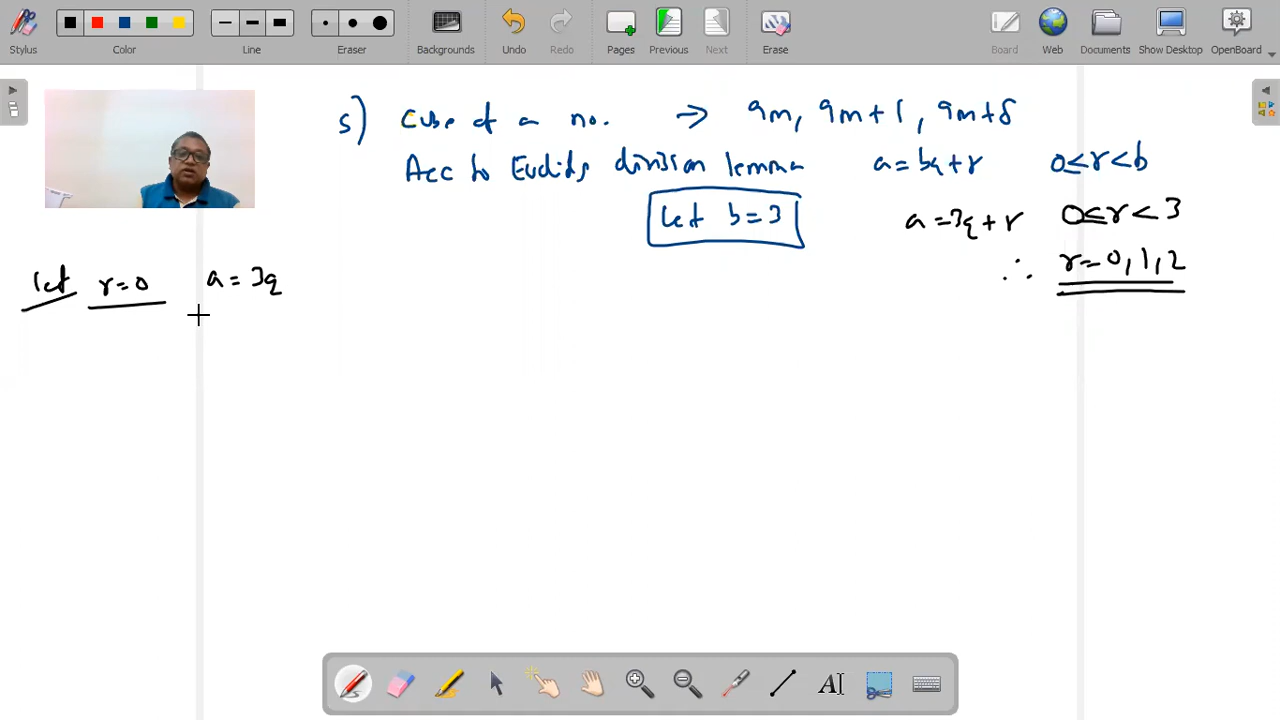 Stylus Color Line Eraser Backgrounds Undo Redo Pages Previous Next Erase Board Web Documents Show Desktop OpenBoard
5) Cube of a no. → 9m, 9m+1, 9m+8
Acc to Euclids division lemma a=bq+r 0≤r<b
let b=3 a=3q+r 0≤r<3
∴ r=0,1,2
let r=0 a=3q